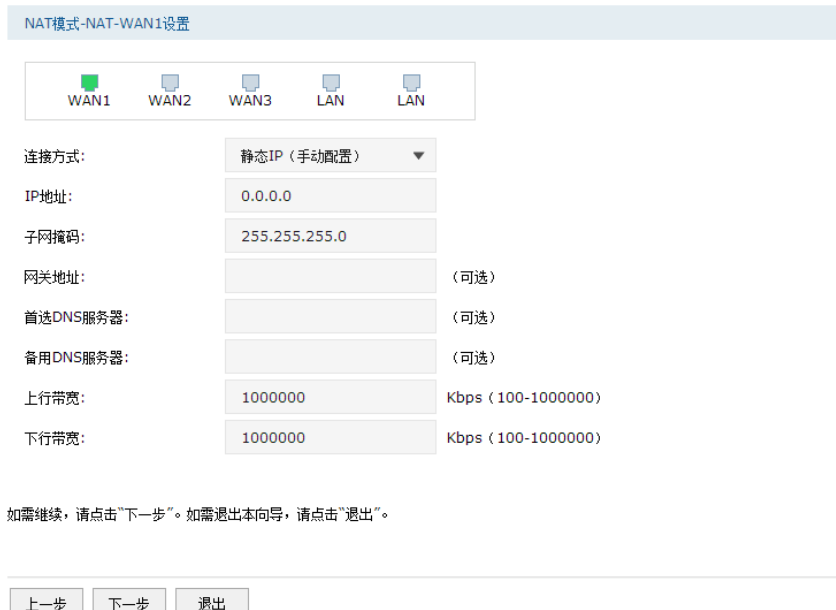 NAT模式-NAT-WAN1设置
WAN1 WAN2 WAN3 LAN LAN
连接方式: 静态IP（手动配置）
IP地址: 0.0.0.0
子网掩码: 255.255.255.0
网关地址: （可选）
首选DNS服务器: （可选）
备用DNS服务器: （可选）
上行带宽: 1000000 Kbps（100-1000000）
下行带宽: 1000000 Kbps（100-1000000）
如需继续，请点击“下一步”。如需退出本向导，请点击“退出”。
上一步 下一步 退出